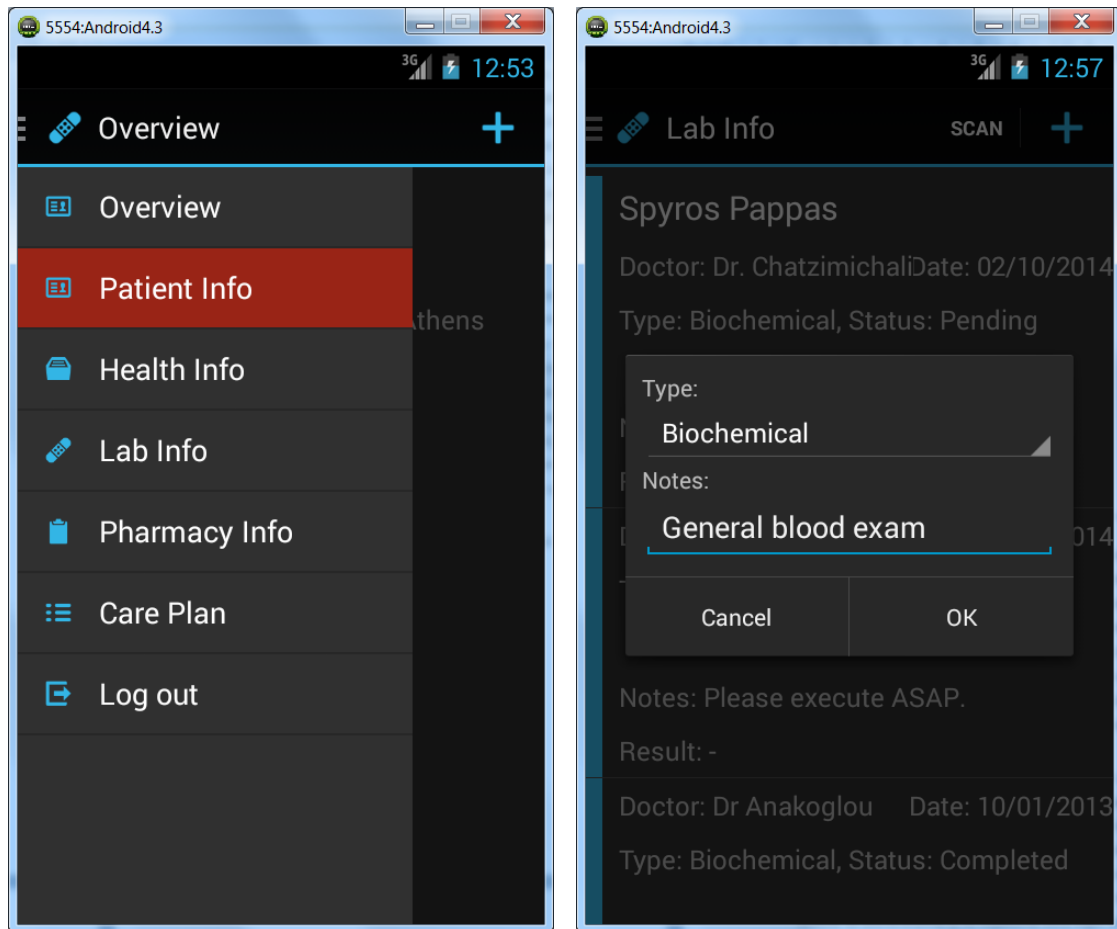 5554:Android4.3
3G 12:53
Overview
Overview
Patient Info
Athens
Health Info
Lab Info
Pharmacy Info
Care Plan
Log out
5554:Android4.3
3G 12:57
Lab Info SCAN
Spyros Pappas
Doctor: Dr. Chatzimichali Date: 02/10/2014
Type: Biochemical, Status: Pending
Type:
Biochemical
Notes:
General blood exam
014
Cancel OK
Notes: Please execute ASAP.
Result: -
Doctor: Dr Anakoglou Date: 10/01/2013
Type: Biochemical, Status: Completed